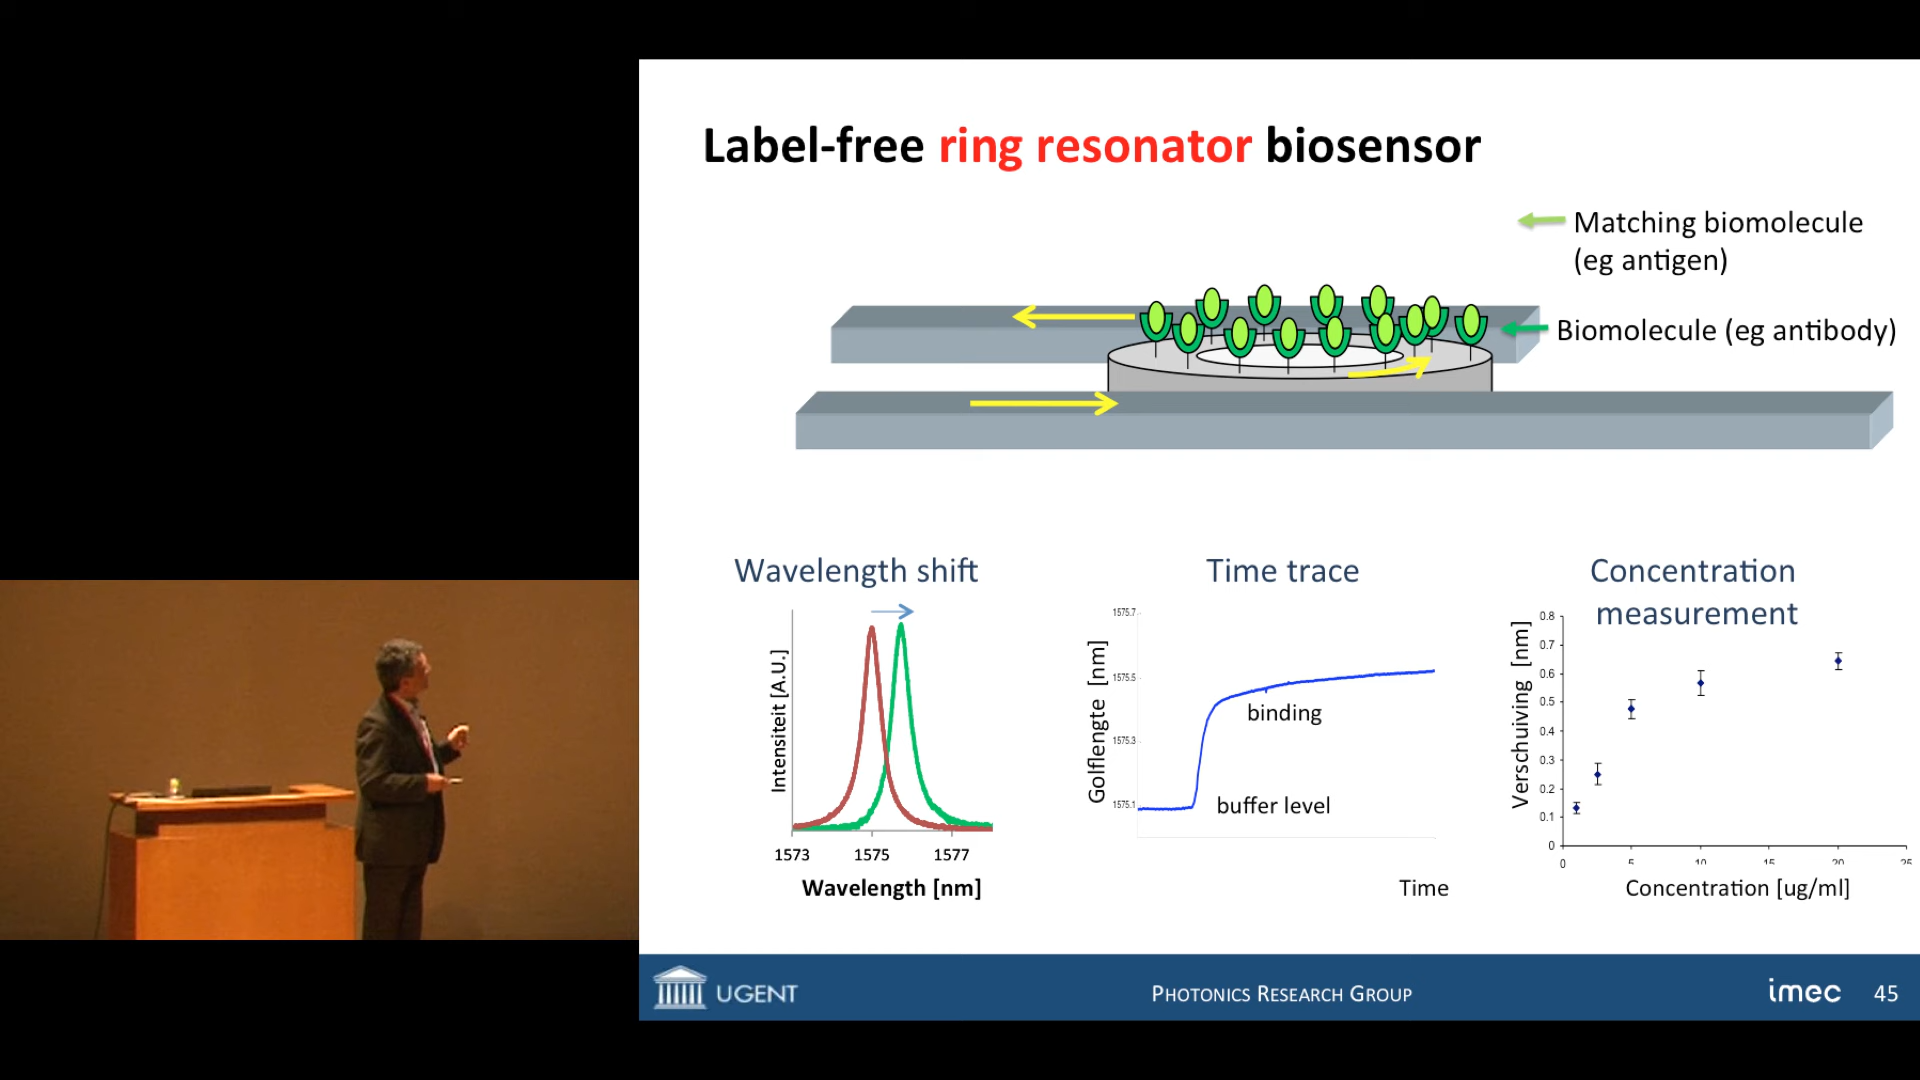 Label-free ring resonator biosensor
Matching biomolecule
(eg antigen)
Biomolecule (eg antibody)
Wavelength shift
Intensiteit [A.U.]
1573
1575
1577
Wavelength [nm]
Time trace
Golflengte [nm]
1575.7
1575.5
1575.3
1575.1
binding
buffer level
Time
Concentration
measurement
Verschuiving [nm]
0.8
0.7
0.6
0.5
0.4
0.3
0.2
0.1
0
0
5
10
15
20
25
Concentration [ug/ml]
UGENT
PHOTONICS RESEARCH GROUP
imec
45